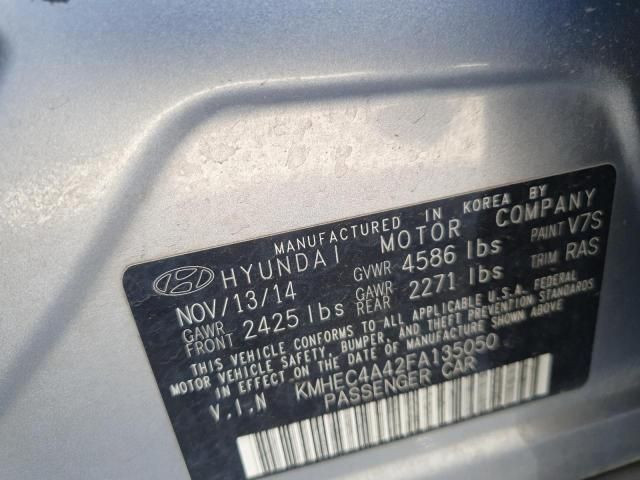 MANUFACTURED IN KOREA BY
HYUNDAI MOTOR COMPANY
NOV/13/14 GVWR 4586 lbs PAINT V7S
GAWR FRONT 2425 lbs GAWR REAR 2271 lbs TRIM RAS
THIS VEHICLE CONFORMS TO ALL APPLICABLE U.S.A. FEDERAL
MOTOR VEHICLE SAFETY, BUMPER, AND THEFT PREVENTION STANDARDS
IN EFFECT ON THE DATE OF MANUFACTURE SHOWN ABOVE.
V.I.N KMHEC4A42FA135050
PASSENGER CAR